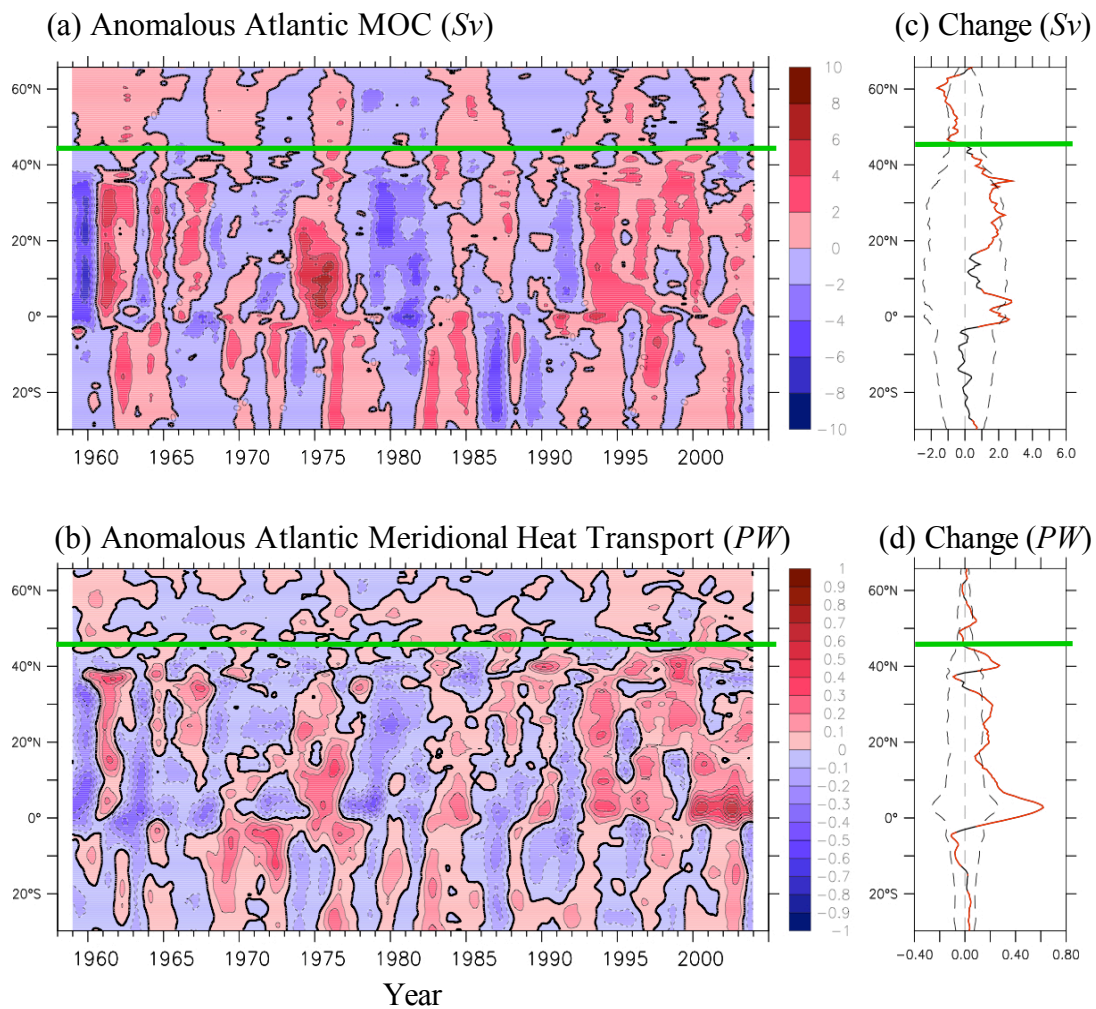 (a) Anomalous Atlantic MOC (Sv)
(c) Change (Sv)
60°N
40°N
20°N
0°
20°S
1960 1965 1970 1975 1980 1985 1990 1995 2000
10
8
6
4
2
0
−2
−4
−6
−8
−10
60°N
40°N
20°N
0°
20°S
−2.0 0.0 2.0 4.0 6.0
(b) Anomalous Atlantic Meridional Heat Transport (PW)
(d) Change (PW)
60°N
40°N
20°N
0°
20°S
1960 1965 1970 1975 1980 1985 1990 1995 2000
Year
1
0.9
0.8
0.7
0.6
0.5
0.4
0.3
0.2
0.1
0
−0.1
−0.2
−0.3
−0.4
−0.5
−0.6
−0.7
−0.8
−0.9
−1
60°N
40°N
20°N
0°
20°S
−0.40 0.00 0.40 0.80